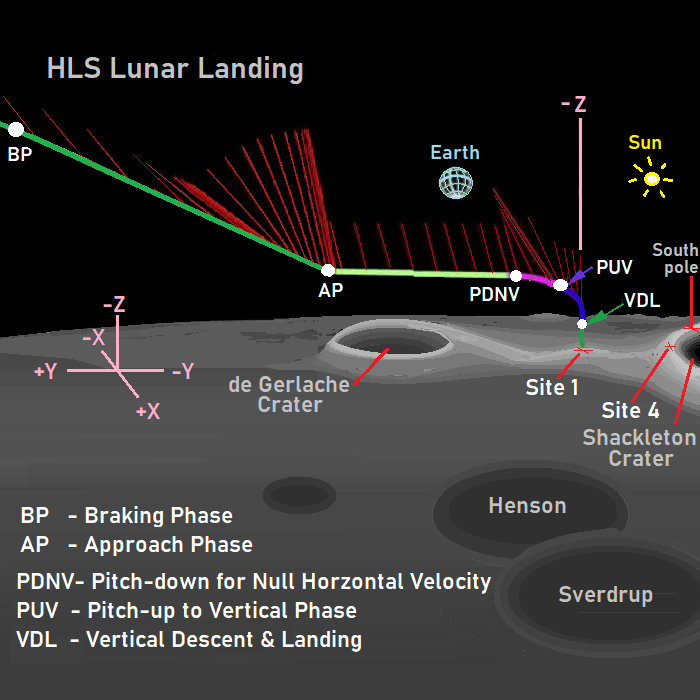 HLS Lunar Landing
-Z
Sun
Earth
BP
South
pole
PUV
AP
PDNV
VDL
-Z
-X
+Y
-Y
+X
de Gerlache
Crater
Site 1
Site 4
Shackleton
Crater
Henson
BP - Braking Phase
AP - Approach Phase
PDNV- Pitch-down for Null Horzontal Velocity
Sverdrup
PUV - Pitch-up to Vertical Phase
VDL - Vertical Descent & Landing